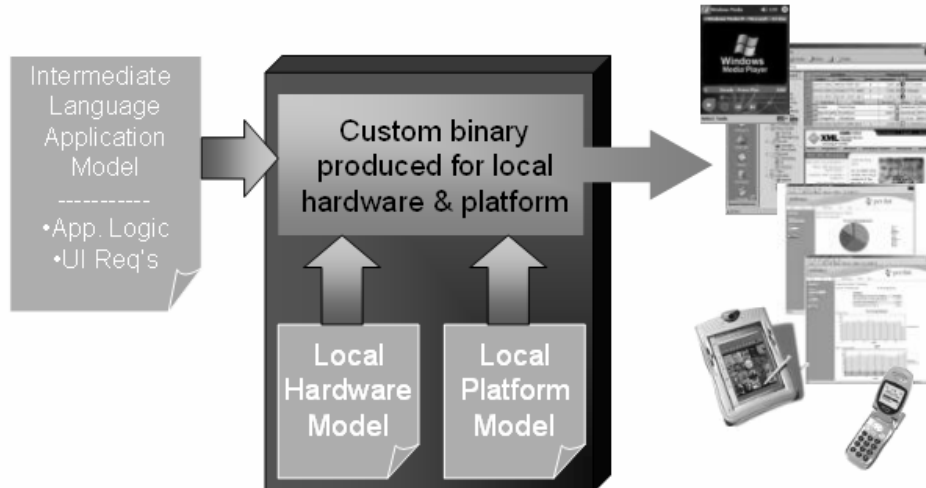 Intermediate
Language
Application
Model
-----------
•App. Logic
•UI Req's
Custom binary
produced for local
hardware & platform
Local
Hardware
Model
Local
Platform
Model
Windows
Media Player
XML